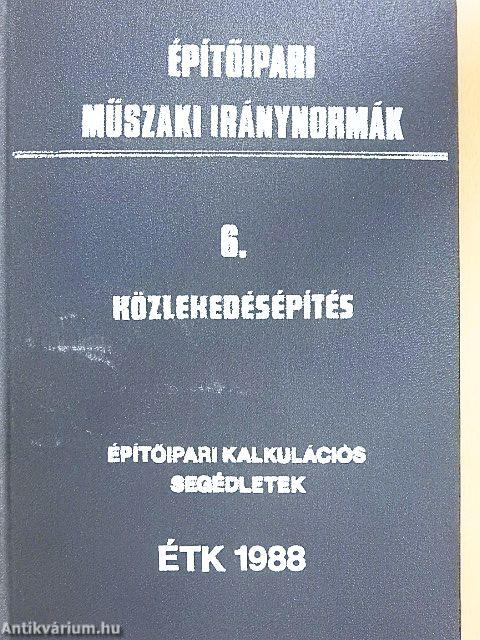 ÉPÍTŐIPARI
MŰSZAKI IRÁNYNORMÁK
6.
KÖZLEKEDÉSÉPÍTÉS
ÉPÍTŐIPARI KALKULÁCIÓS
SEGÉDLETEK
ÉTK 1988
Antikvárium.hu